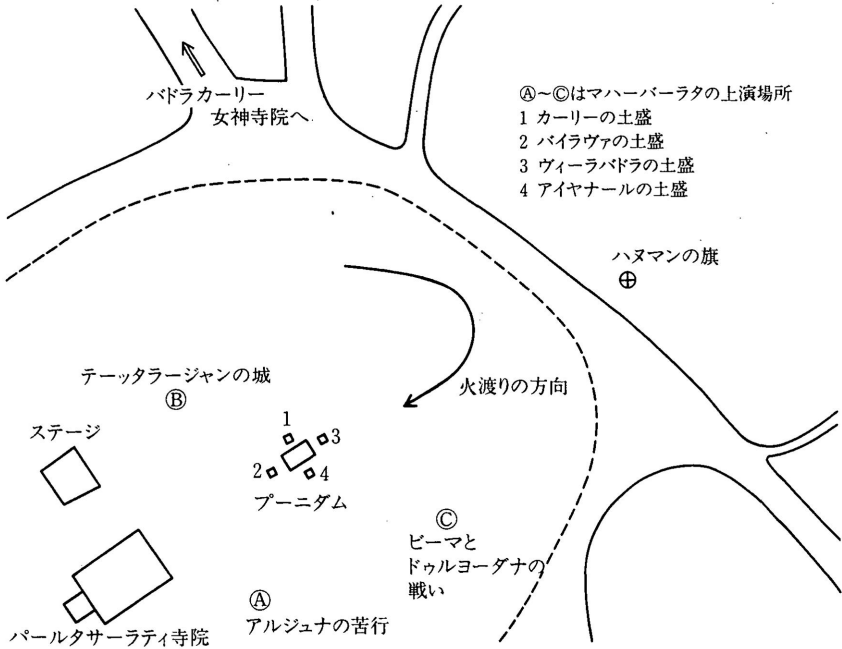 バドラカーリー
女神寺院へ
Ⓐ~Ⓒはマハーバーラタの上演場所
1 カーリーの土盛
2 バイラヴァの土盛
3 ヴィーラバドラの土盛
4 アイヤナールの土盛
ハヌマンの旗
火渡りの方向
テーッタラージャンの城
Ⓑ
ステージ
1
3
2
4
プーニダム
Ⓒ
ビーマと
ドゥルヨーダナの
戦い
Ⓐ
アルジュナの苦行
パールタサーラティ寺院